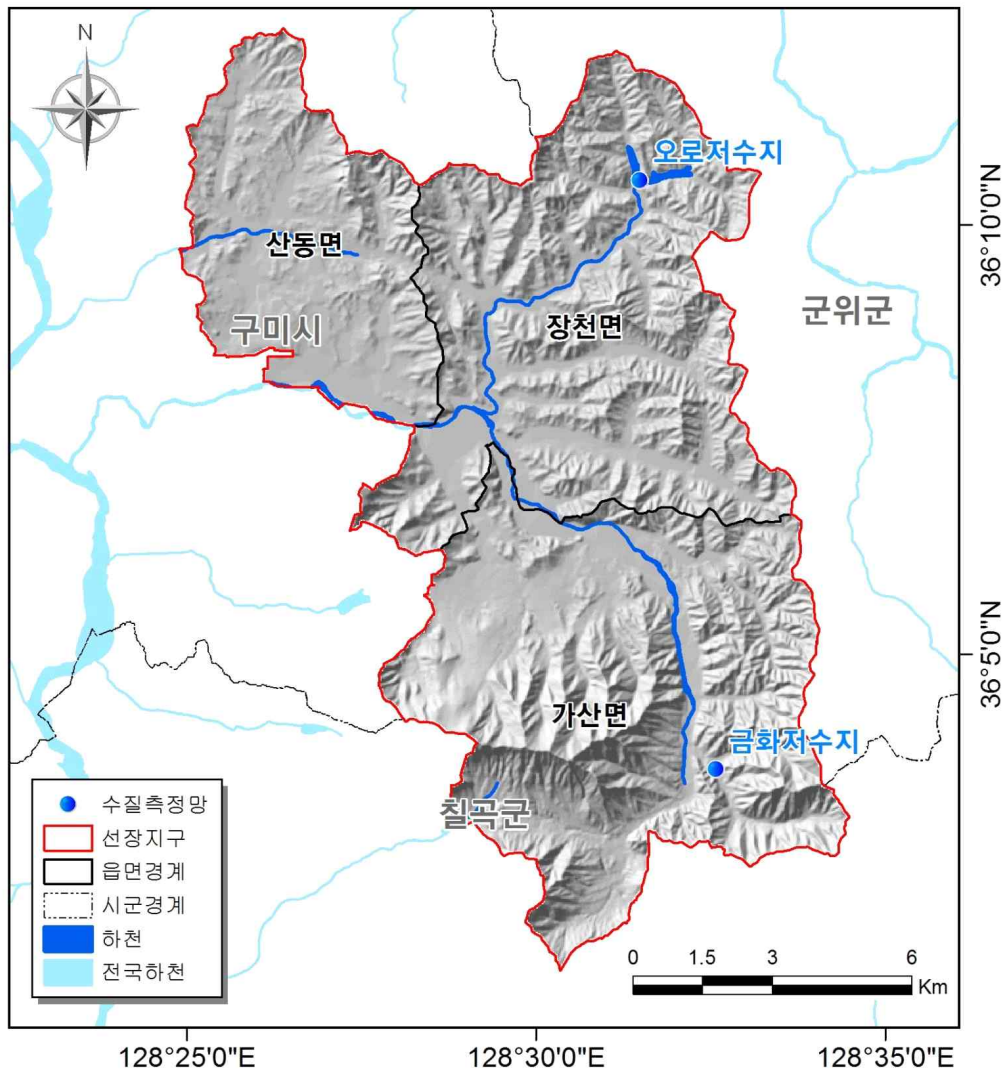 N
오로저수지
산동면
구미시
장천면
군위군
36°10'0"N
36°5'0"N
가산면
금화저수지
칠곡군
수질측정망
선장지구
읍면경계
시군경계
하천
전국하천
0 1.5 3 6
Km
128°25'0"E 128°30'0"E 128°35'0"E